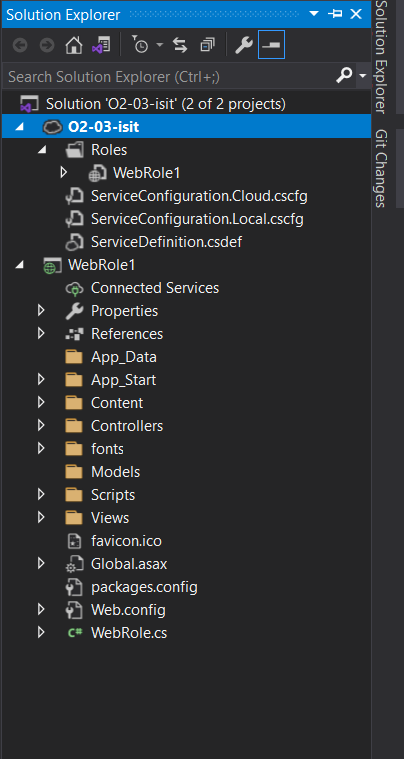 Solution Explorer
Search Solution Explorer (Ctrl+;)
Solution 'O2-03-isit' (2 of 2 projects)
O2-03-isit
Roles
WebRole1
ServiceConfiguration.Cloud.cscfg
ServiceConfiguration.Local.cscfg
ServiceDefinition.csdef
WebRole1
Connected Services
Properties
References
App_Data
App_Start
Content
Controllers
fonts
Models
Scripts
Views
favicon.ico
Global.asax
packages.config
Web.config
C# WebRole.cs
Solution Explorer
Git Changes